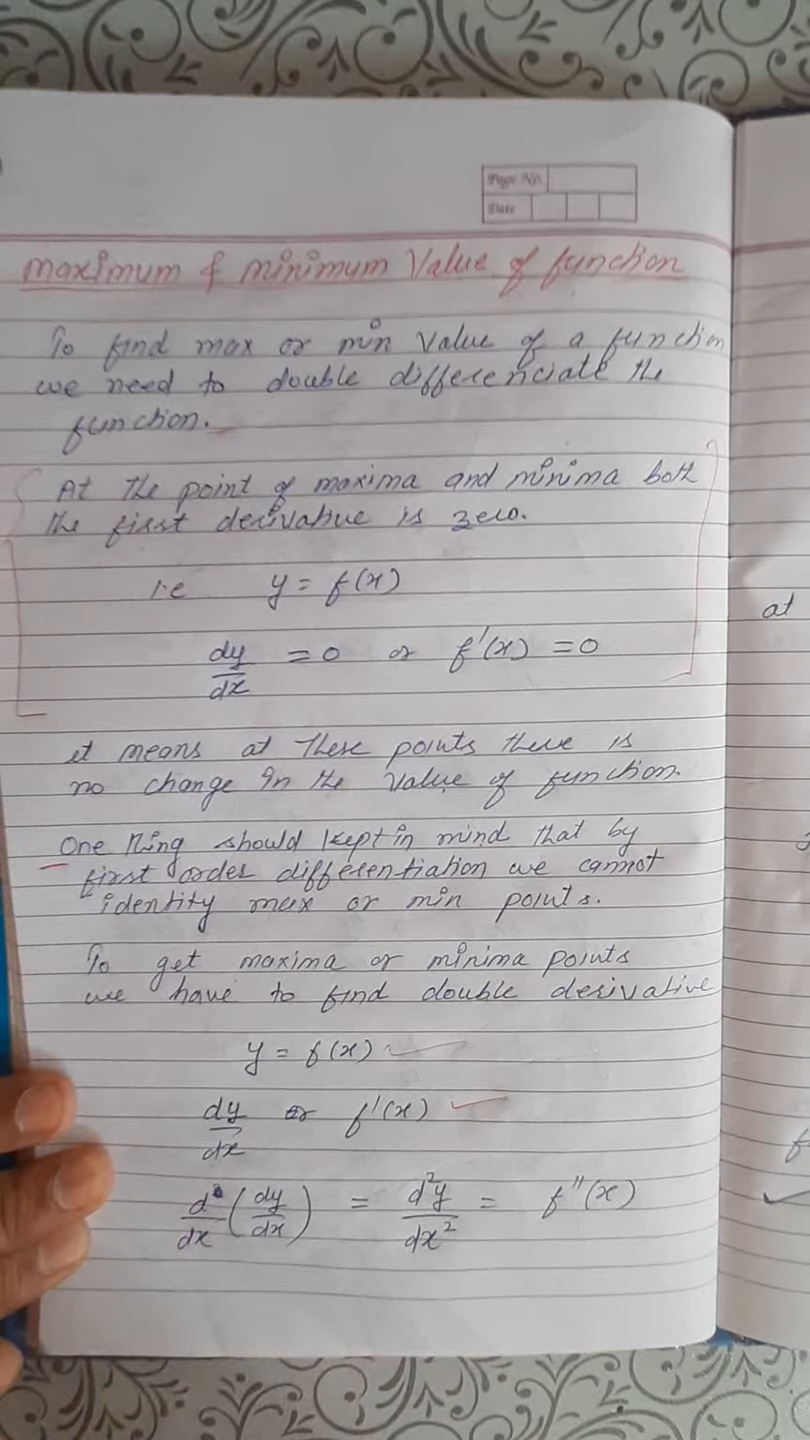 Page No.
Date
Maximum & minimum Value of function
To find max or min value of a function
we need to double differenciate the
function.
At the point of maxima and minima both
the first derivative is zero.
i.e y = f(x)
dy/dx = 0 or f'(x) = 0
it means at these points there is
no change in the value of function.
One thing should kept in mind that by
first order differentiation we cannot
identity max or min points.
To get maxima or minima points
we have to find double derivative
y = f(x)
dy/dx or f'(x)
d/dx (dy/dx) = d²y/dx² = f"(x)
at